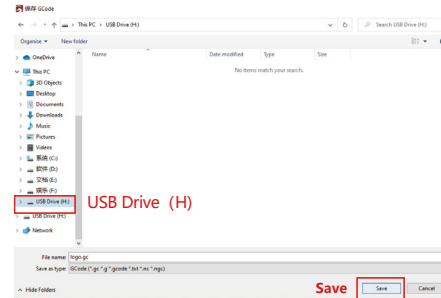 保存 GCode
This PC › USB Drive (H:)
Search USB Drive (H:)
Organise
New folder
Name
Date modified
Type
Size
No items match your search.
OneDrive
This PC
3D Objects
Desktop
Documents
Downloads
Music
Pictures
Videos
系统 (C:)
软件 (D:)
文档 (E:)
娱乐 (F:)
USB Drive (H:)
USB Drive (H:)
USB Drive（H）
Network
File name: logo.gc
Save as type: GCode (*.gc *.g *.gcode *.txt *.nc *.ngc)
Hide Folders
Save
Save
Cancel